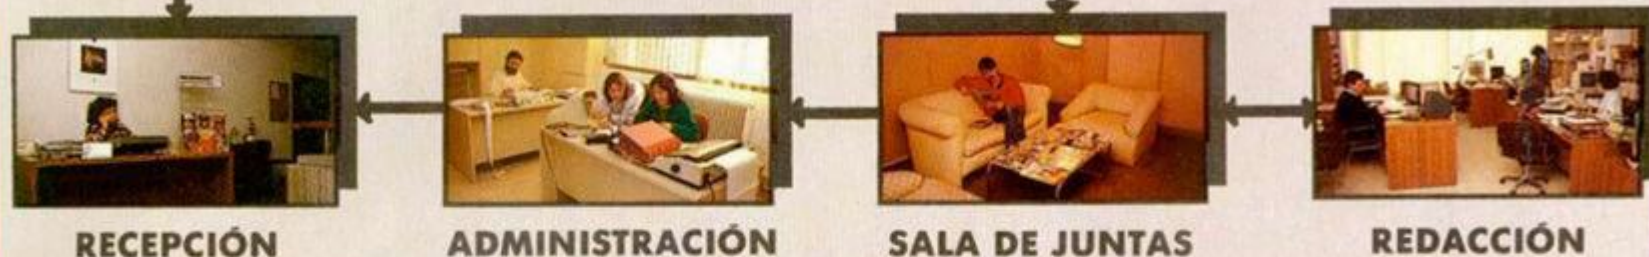 RECEPCIÓN
ADMINISTRACIÓN
SALA DE JUNTAS
REDACCIÓN